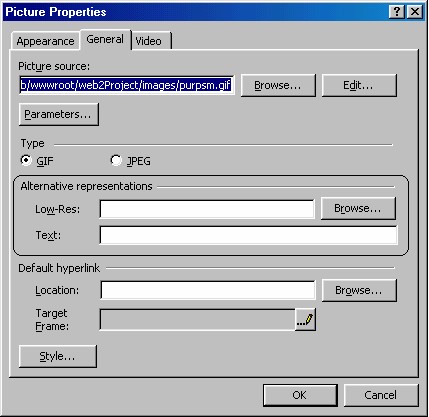 Picture Properties
Appearance General Video
Picture source:
b/wwwroot/web2Project/images/purpsm.gif Browse... Edit...
Parameters...
Type
GIF JPEG
Alternative representations
Low-Res: Browse...
Text:
Default hyperlink
Location: Browse...
Target
Frame:
Style...
OK Cancel